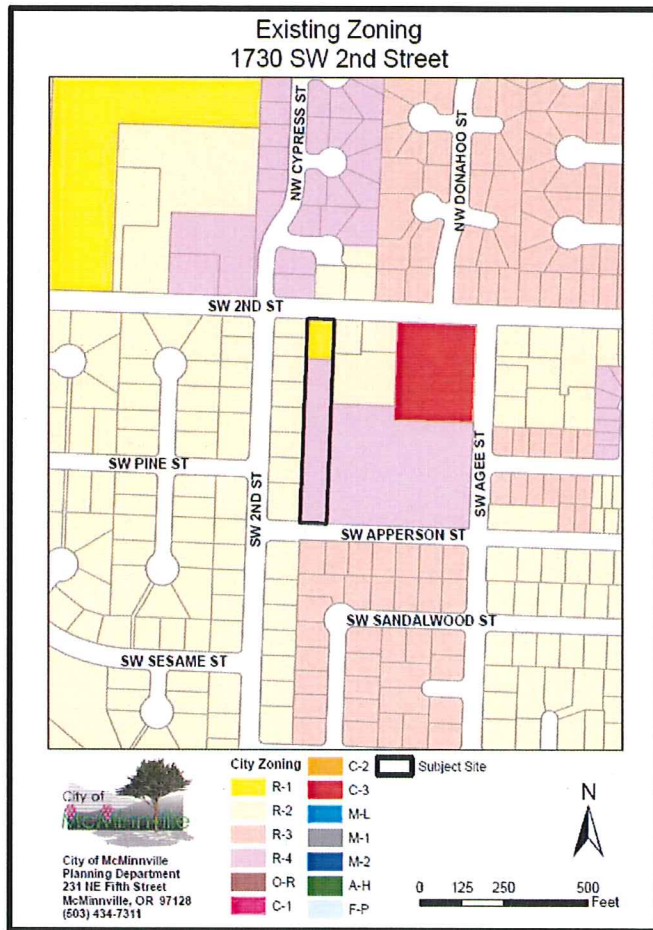 Existing Zoning
1730 SW 2nd Street
NW CYPRESS ST
NW DONAHOO ST
SW 2ND ST
SW PINE ST
SW 2ND ST
SW AGEE ST
SW APPERSON ST
SW SANDALWOOD ST
SW SESAME ST
City of
McMinnville
City of McMinnville
Planning Department
231 NE Fifth Street
McMinnville, OR 97128
(503) 434-7311
City Zoning
R-1
R-2
R-3
R-4
O-R
C-1
C-2
C-3
M-L
M-1
M-2
A-H
F-P
Subject Site
N
0 125 250 500
Feet